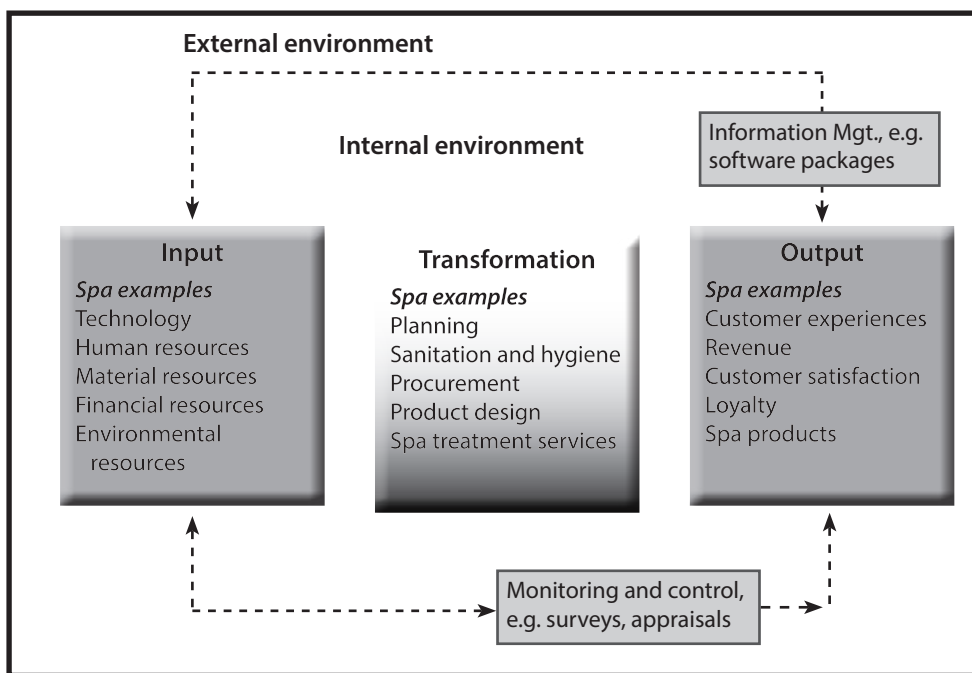 External environment
Internal environment
Information Mgt., e.g.
software packages
Input
Spa examples
Technology
Human resources
Material resources
Financial resources
Environmental
resources
Transformation
Spa examples
Planning
Sanitation and hygiene
Procurement
Product design
Spa treatment services
Output
Spa examples
Customer experiences
Revenue
Customer satisfaction
Loyalty
Spa products
Monitoring and control,
e.g. surveys, appraisals